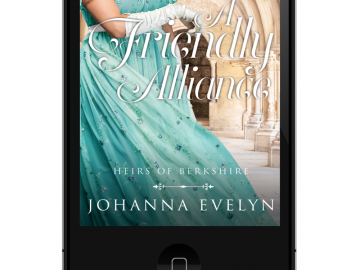 A
Friendly
Alliance
HEIRS OF BERKSHIRE
JOHANNA EVELYN